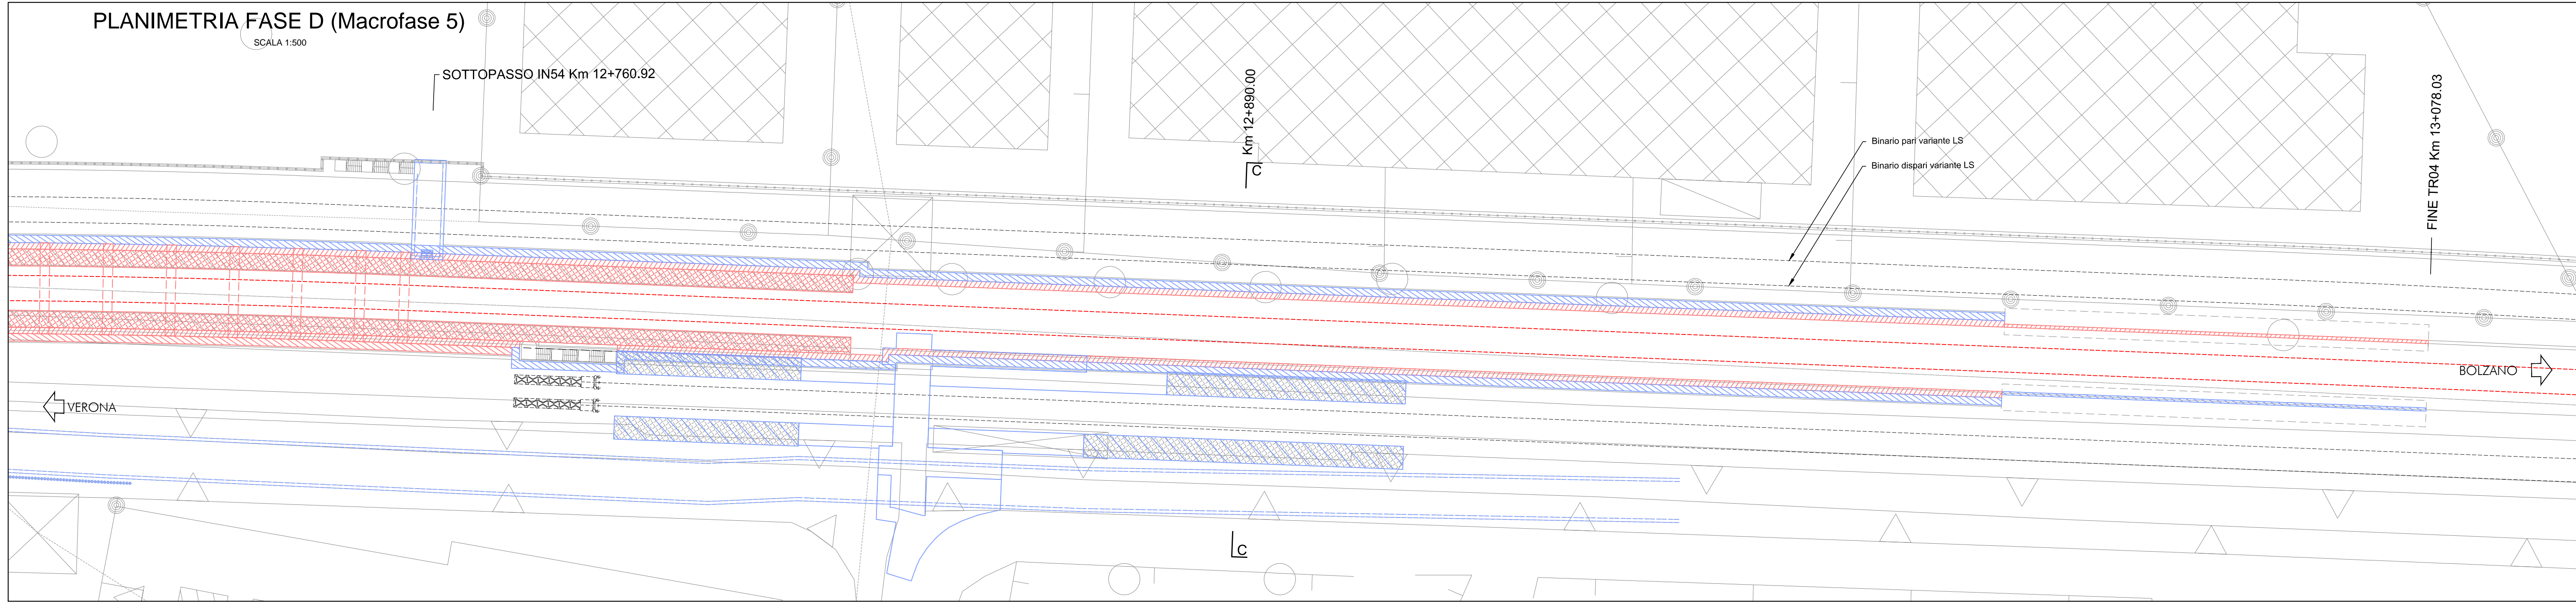 PLANIMETRIA FASE D (Macrofase 5)
SCALA 1:500
SOTTOPASSO IN54 Km 12+760.92
Km 12+890.00
C
Binario pari variante LS
Binario dispari variante LS
FINE TR04 Km 13+078.03
BOLZANO
VERONA
C